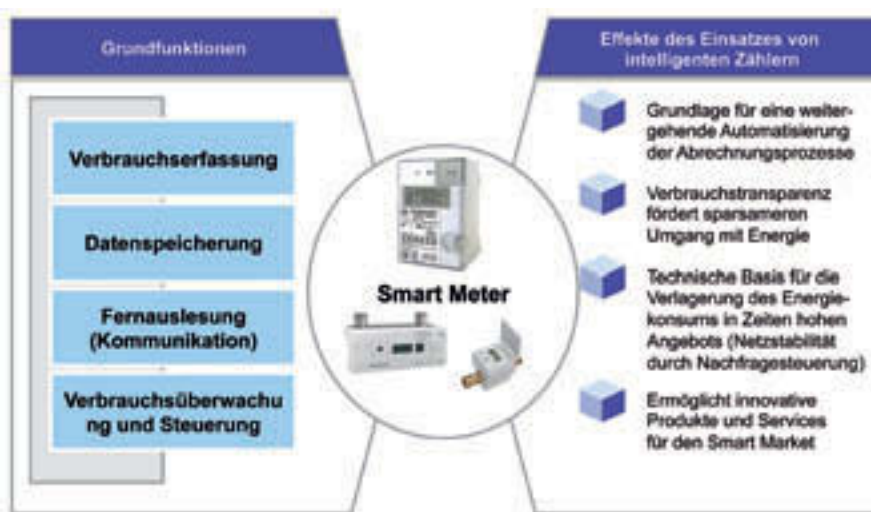 Grundfunktionen
Verbrauchserfassung
Datenspeicherung
Fernauslesung
(Kommunikation)
Verbrauchsüberwachu
ng und Steuerung
Smart Meter
Effekte des Einsatzes von
intelligenten Zählern
Grundlage für eine weiter-
gehende Automatisierung
der Abrechnungsprozesse
Verbrauchstransparenz
fördert sparsameren
Umgang mit Energie
Technische Basis für die
Verlagerung des Energie-
konsums in Zeiten hohen
Angebots (Netzstabilität
durch Nachfragesteuerung)
Ermöglicht innovative
Produkte und Services
für den Smart Market